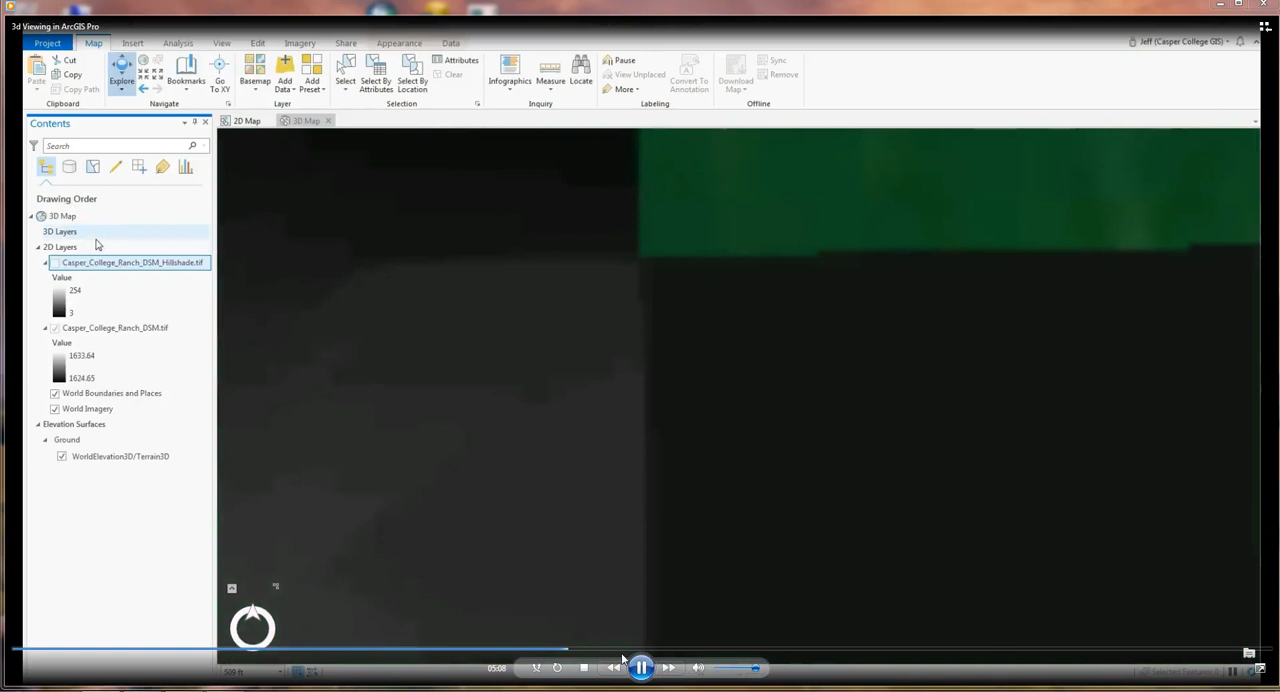 3d Viewing in ArcGIS Pro
Project Map Insert Analysis View Edit Imagery Share Appearance Data
Jeff (Casper College GIS)
Paste
Cut
Copy
Copy Path
Clipboard
Explore
Bookmarks
Go To XY
Navigate
Basemap
Add Data
Add Preset
Layer
Select
Select By Attributes
Select By Location
Attributes
Clear
Selection
Infographics
Measure
Locate
Inquiry
Pause
View Unplaced
More
Convert To Annotation
Labeling
Download Map
Sync
Remove
Offline
Contents
Search
Drawing Order
3D Map
3D Layers
2D Layers
Casper_College_Ranch_DSM_Hillshade.tif
Value
254
3
Casper_College_Ranch_DSM.tif
Value
1633.64
1624.65
World Boundaries and Places
World Imagery
Elevation Surfaces
Ground
WorldElevation3D/Terrain3D
2D Map
3D Map
509 ft
05:08
Selected Features: 0